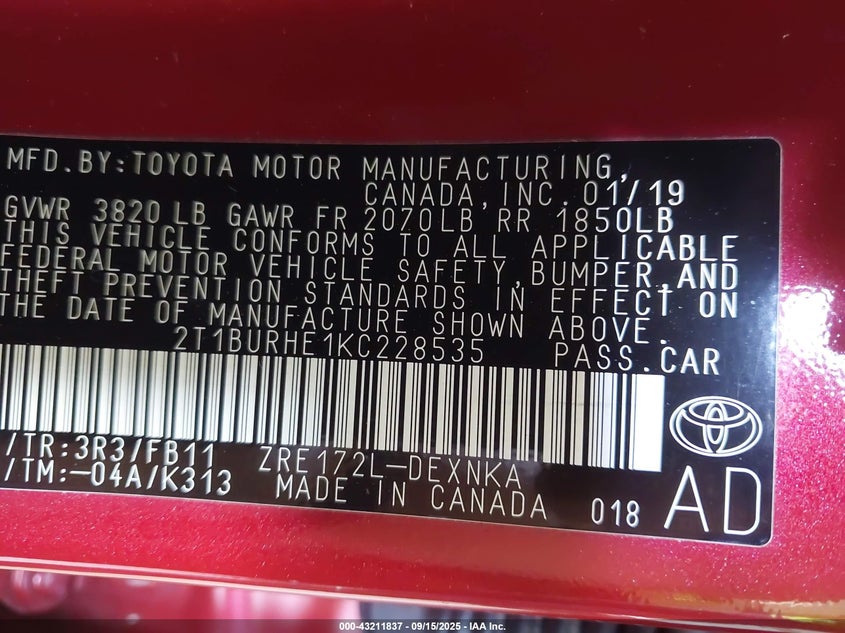 MFD.BY:TOYOTA MOTOR MANUFACTURING,
CANADA,INC.01/19
GVWR 3820LB GAWR FR 2070LB RR 1850LB
THIS VEHICLE CONFORMS TO ALL APPLICABLE
FEDERAL MOTOR VEHICLE SAFETY,BUMPER,AND
THEFT PREVENTION STANDARDS IN EFFECT ON
THE DATE OF MANUFACTURE SHOWN ABOVE.
2T1BURHE1KC228535 PASS.CAR
/TR:3R3/FB11 ZRE172L-DEXNKA
/TM:-04A/K313 MADE IN CANADA 018 AD
000-43211837 - 09/15/2025 - IAA Inc.